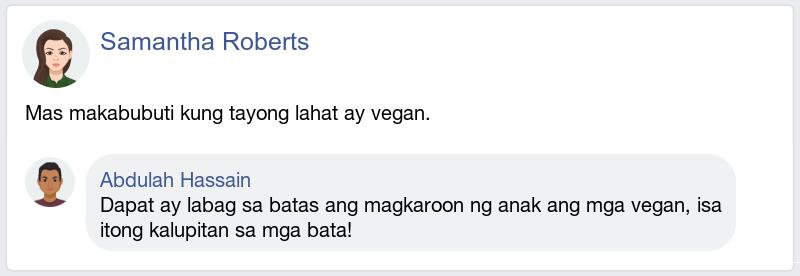 Samantha Roberts
Mas makabubuti kung tayong lahat ay vegan.
Abdulah Hassain
Dapat ay labag sa batas ang magkaroon ng anak ang mga vegan, isa
itong kalupitan sa mga bata!